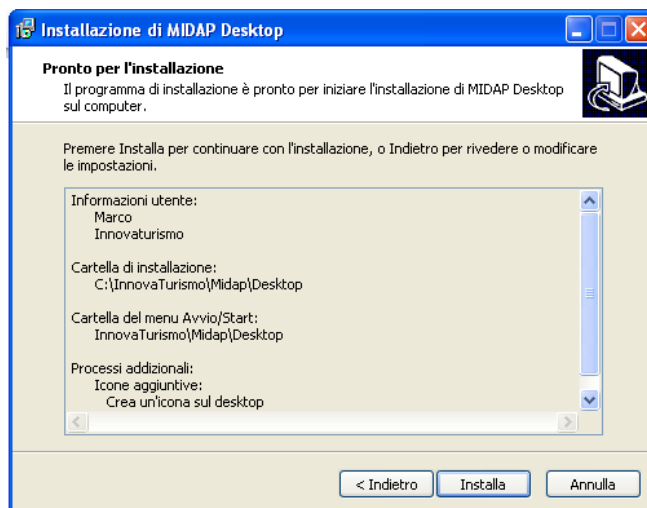 Installazione di MIDAP Desktop
Pronto per l'installazione
Il programma di installazione è pronto per iniziare l'installazione di MIDAP Desktop
sul computer.
Premere Installa per continuare con l'installazione, o Indietro per rivedere o modificare
le impostazioni.
Informazioni utente:
Marco
Innovaturismo
Cartella di installazione:
C:\InnovaTurismo\Midap\Desktop
Cartella del menu Avvio/Start:
InnovaTurismo\Midap\Desktop
Processi addizionali:
Icone aggiuntive:
Crea un'icona sul desktop
< Indietro
Installa
Annulla